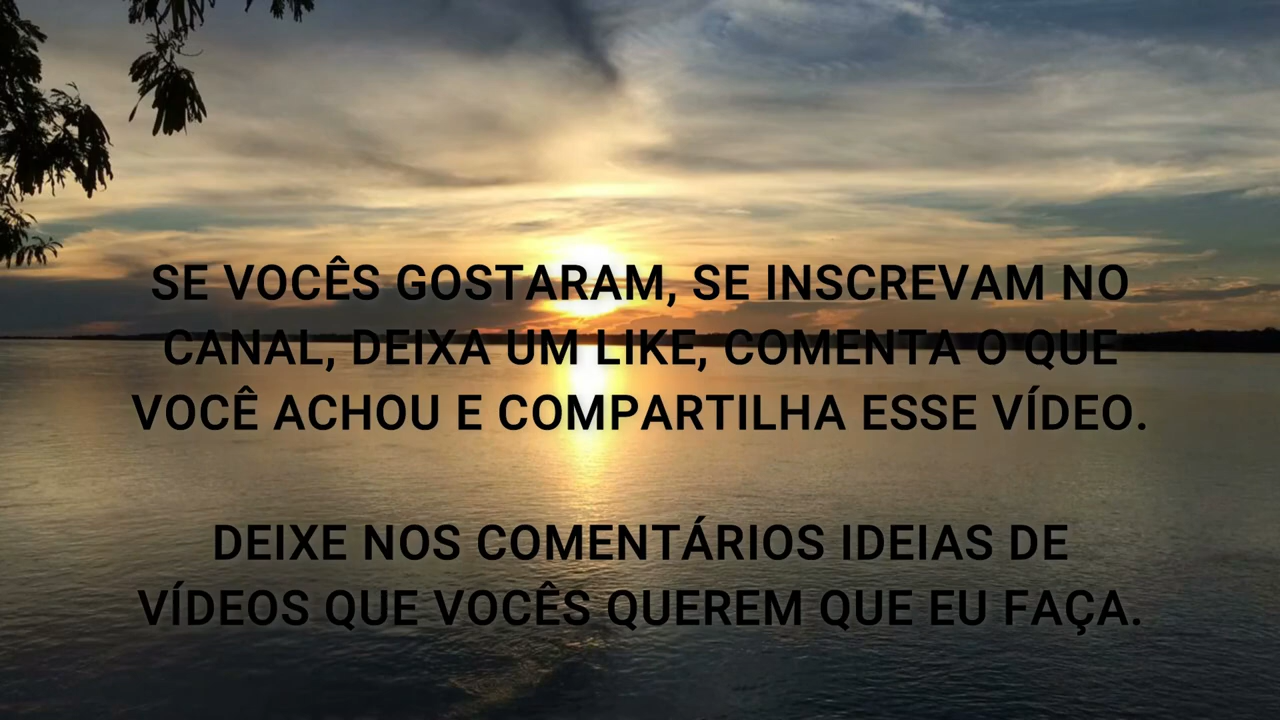 SE VOCÊS GOSTARAM, SE INSCREVAM NO
CANAL, DEIXA UM LIKE, COMENTA O QUE
VOCÊ ACHOU E COMPARTILHA ESSE VÍDEO.
DEIXE NOS COMENTÁRIOS IDEIAS DE
VÍDEOS QUE VOCÊS QUEREM QUE EU FAÇA.